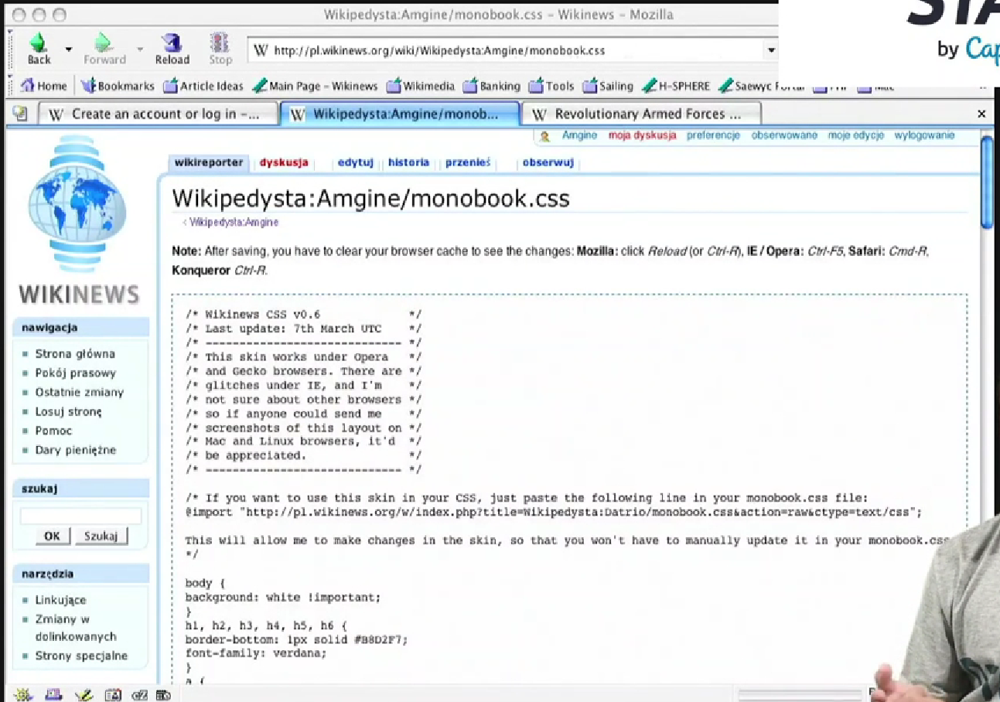 Wikipedysta:Amgine/monobook.css – Wikinews – Mozilla
by Cap
Back Forward Reload Stop
W http://pl.wikinews.org/wiki/Wikipedysta:Amgine/monobook.css
Home Bookmarks Article Ideas Main Page – Wikinews Wikimedia Banking Tools Sailing H-SPHERE Saewyc
W Create an account or log in –... W Wikipedysta:Amgine/monob... W Revolutionary Armed Forces ...
Amgine moja dyskusja preferencje obserwowane moje edycje wylogowanie
wikireporter dyskusja edytuj historia przenieś obserwuj
Wikipedysta:Amgine/monobook.css
< Wikipedysta:Amgine
Note: After saving, you have to clear your browser cache to see the changes: Mozilla: click Reload (or Ctrl-R), IE / Opera: Ctrl-F5, Safari: Cmd-R,
Konqueror Ctrl-R.
WIKINEWS
nawigacja
Strona główna
Pokój prasowy
Ostatnie zmiany
Losuj stronę
Pomoc
Dary pieniężne
szukaj
OK Szukaj
narzędzia
Linkujące
Zmiany w
dolinkowanych
Strony specjalne
/* Wikinews CSS v0.6 */
/* Last update: 7th March UTC */
/* ----------------------------- */
/* This skin works under Opera */
/* and Gecko browsers. There are */
/* glitches under IE, and I'm */
/* not sure about other browsers */
/* so if anyone could send me */
/* screenshots of this layout on */
/* Mac and Linux browsers, it'd */
/* be appreciated. */
/* ----------------------------- */
/* If you want to use this skin in your CSS, just paste the following line in your monobook.css file:
@import "http://pl.wikinews.org/w/index.php?title=Wikipedysta:Datrio/monobook.css&action=raw&ctype=text/css";
This will allow me to make changes in the skin, so that you won't have to manually update it in your monobook.css
*/
body {
background: white !important;
}
h1, h2, h3, h4, h5, h6 {
border-bottom: 1px solid #B8D2F7;
font-family: verdana;
}